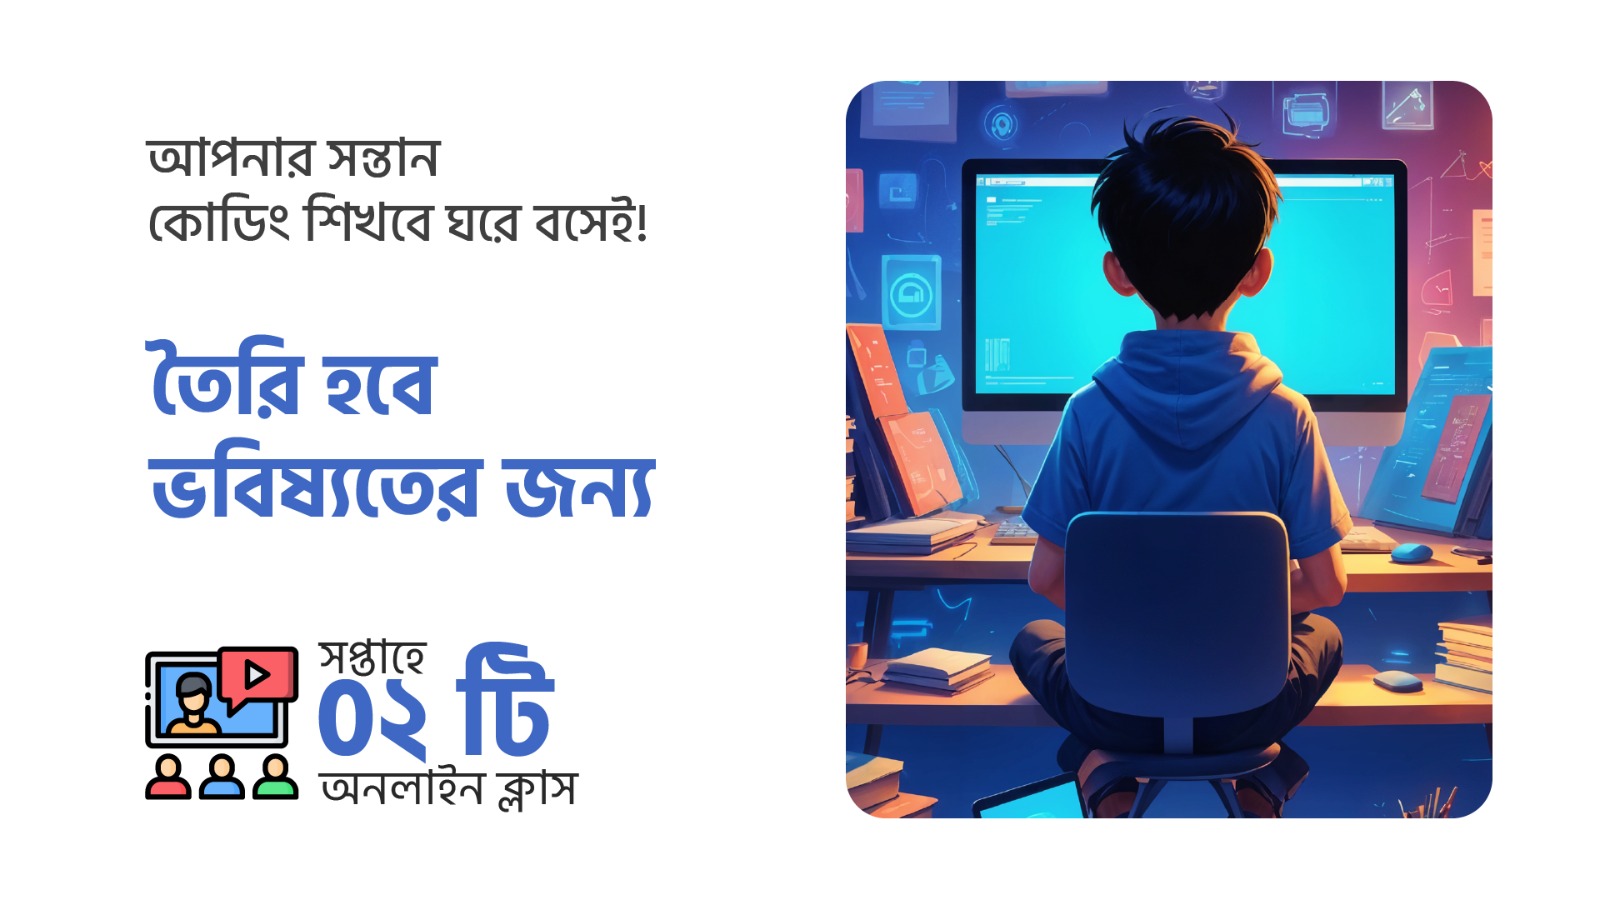 আপনার সন্তান
কোডিং শিখবে ঘরে বসেই!
তৈরি হবে
ভবিষ্যতের জন্য
সপ্তাহে
০২ টি
অনলাইন ক্লাস